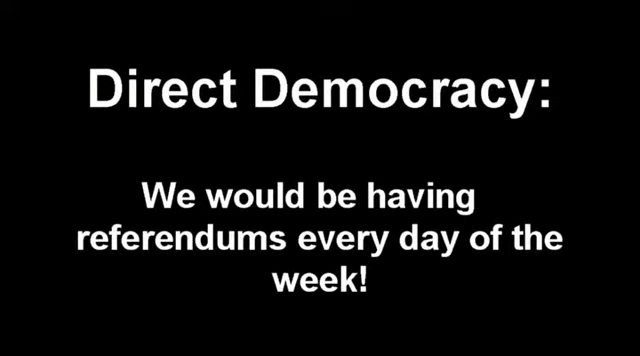 Direct Democracy:
We would be having
referendums every day of the
week!